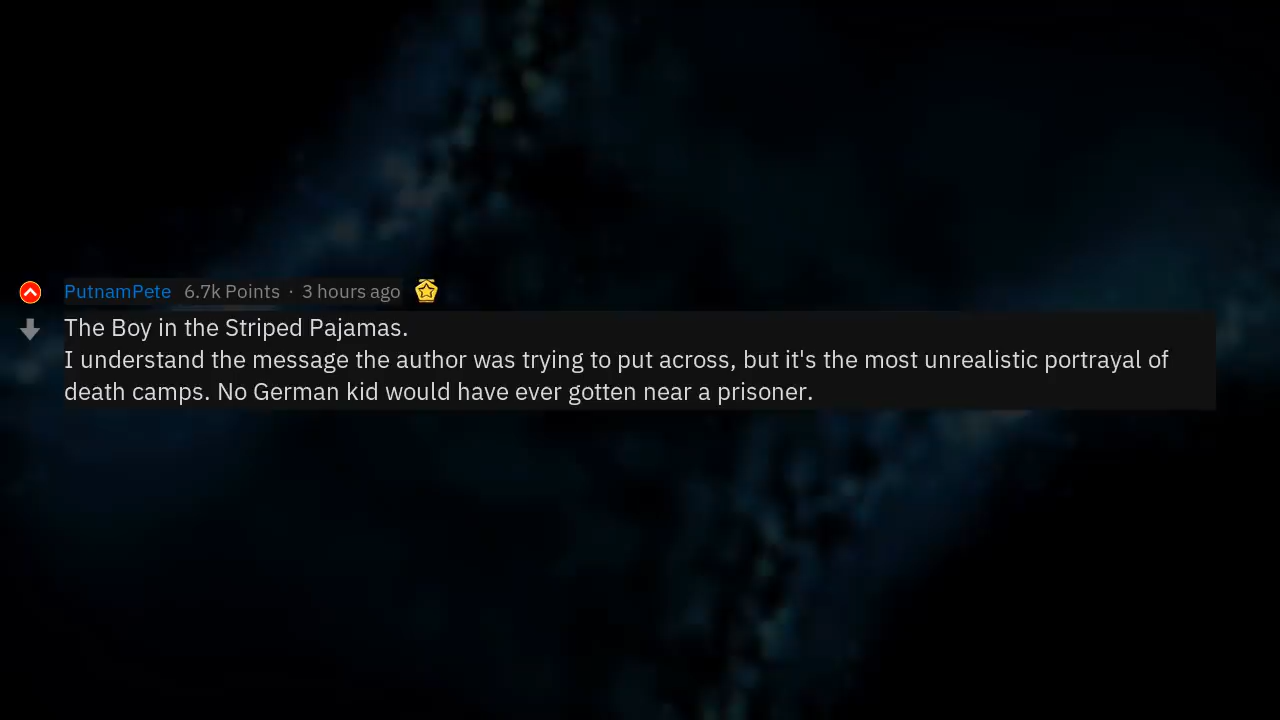 PutnamPete 6.7k Points · 3 hours ago
The Boy in the Striped Pajamas.
I understand the message the author was trying to put across, but it's the most unrealistic portrayal of
death camps. No German kid would have ever gotten near a prisoner.